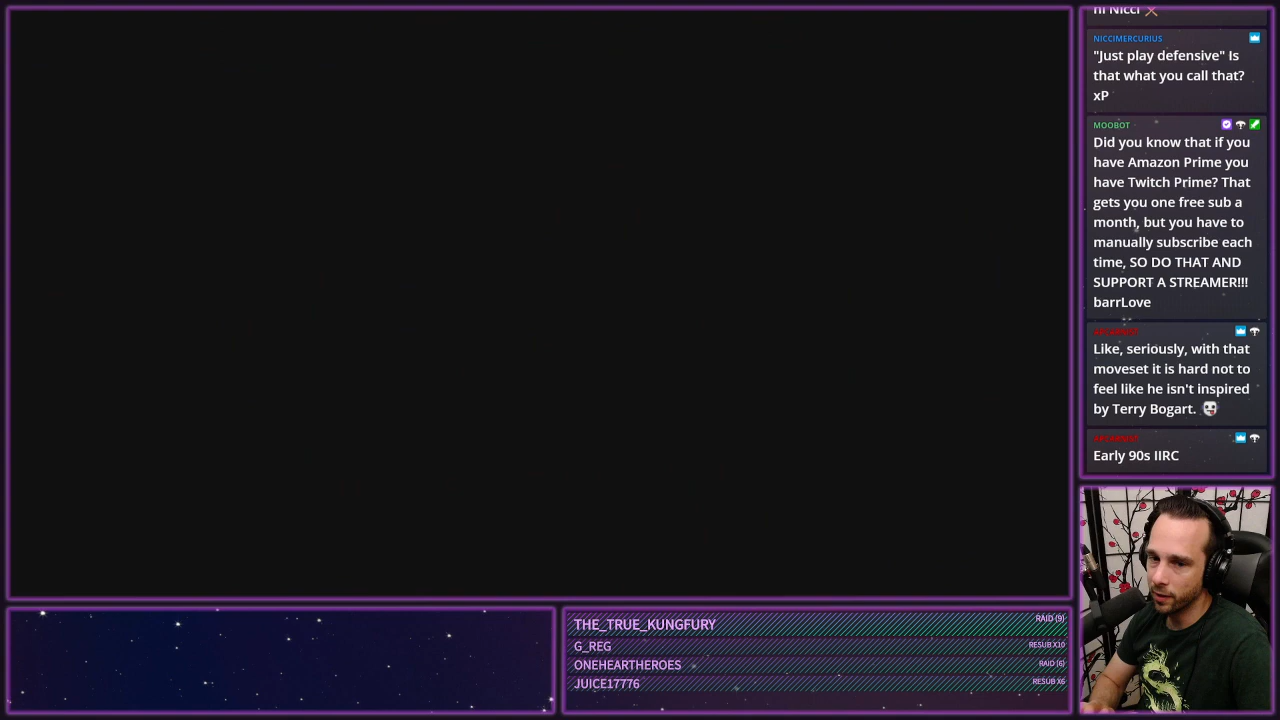 hi Nicci
NICCIMERCURIUS
"Just play defensive" Is
that what you call that?
xP
MOOBOT
Did you know that if you
have Amazon Prime you
have Twitch Prime? That
gets you one free sub a
month, but you have to
manually subscribe each
time, SO DO THAT AND
SUPPORT A STREAMER!!!
barrLove
Like, seriously, with that
moveset it is hard not to
feel like he isn't inspired
by Terry Bogart.
Early 90s IIRC
THE_TRUE_KUNGFURY RAID (9)
G_REG RESUB X10
ONEHEARTHEROES RAID (6)
JUICE17776 RESUB X6